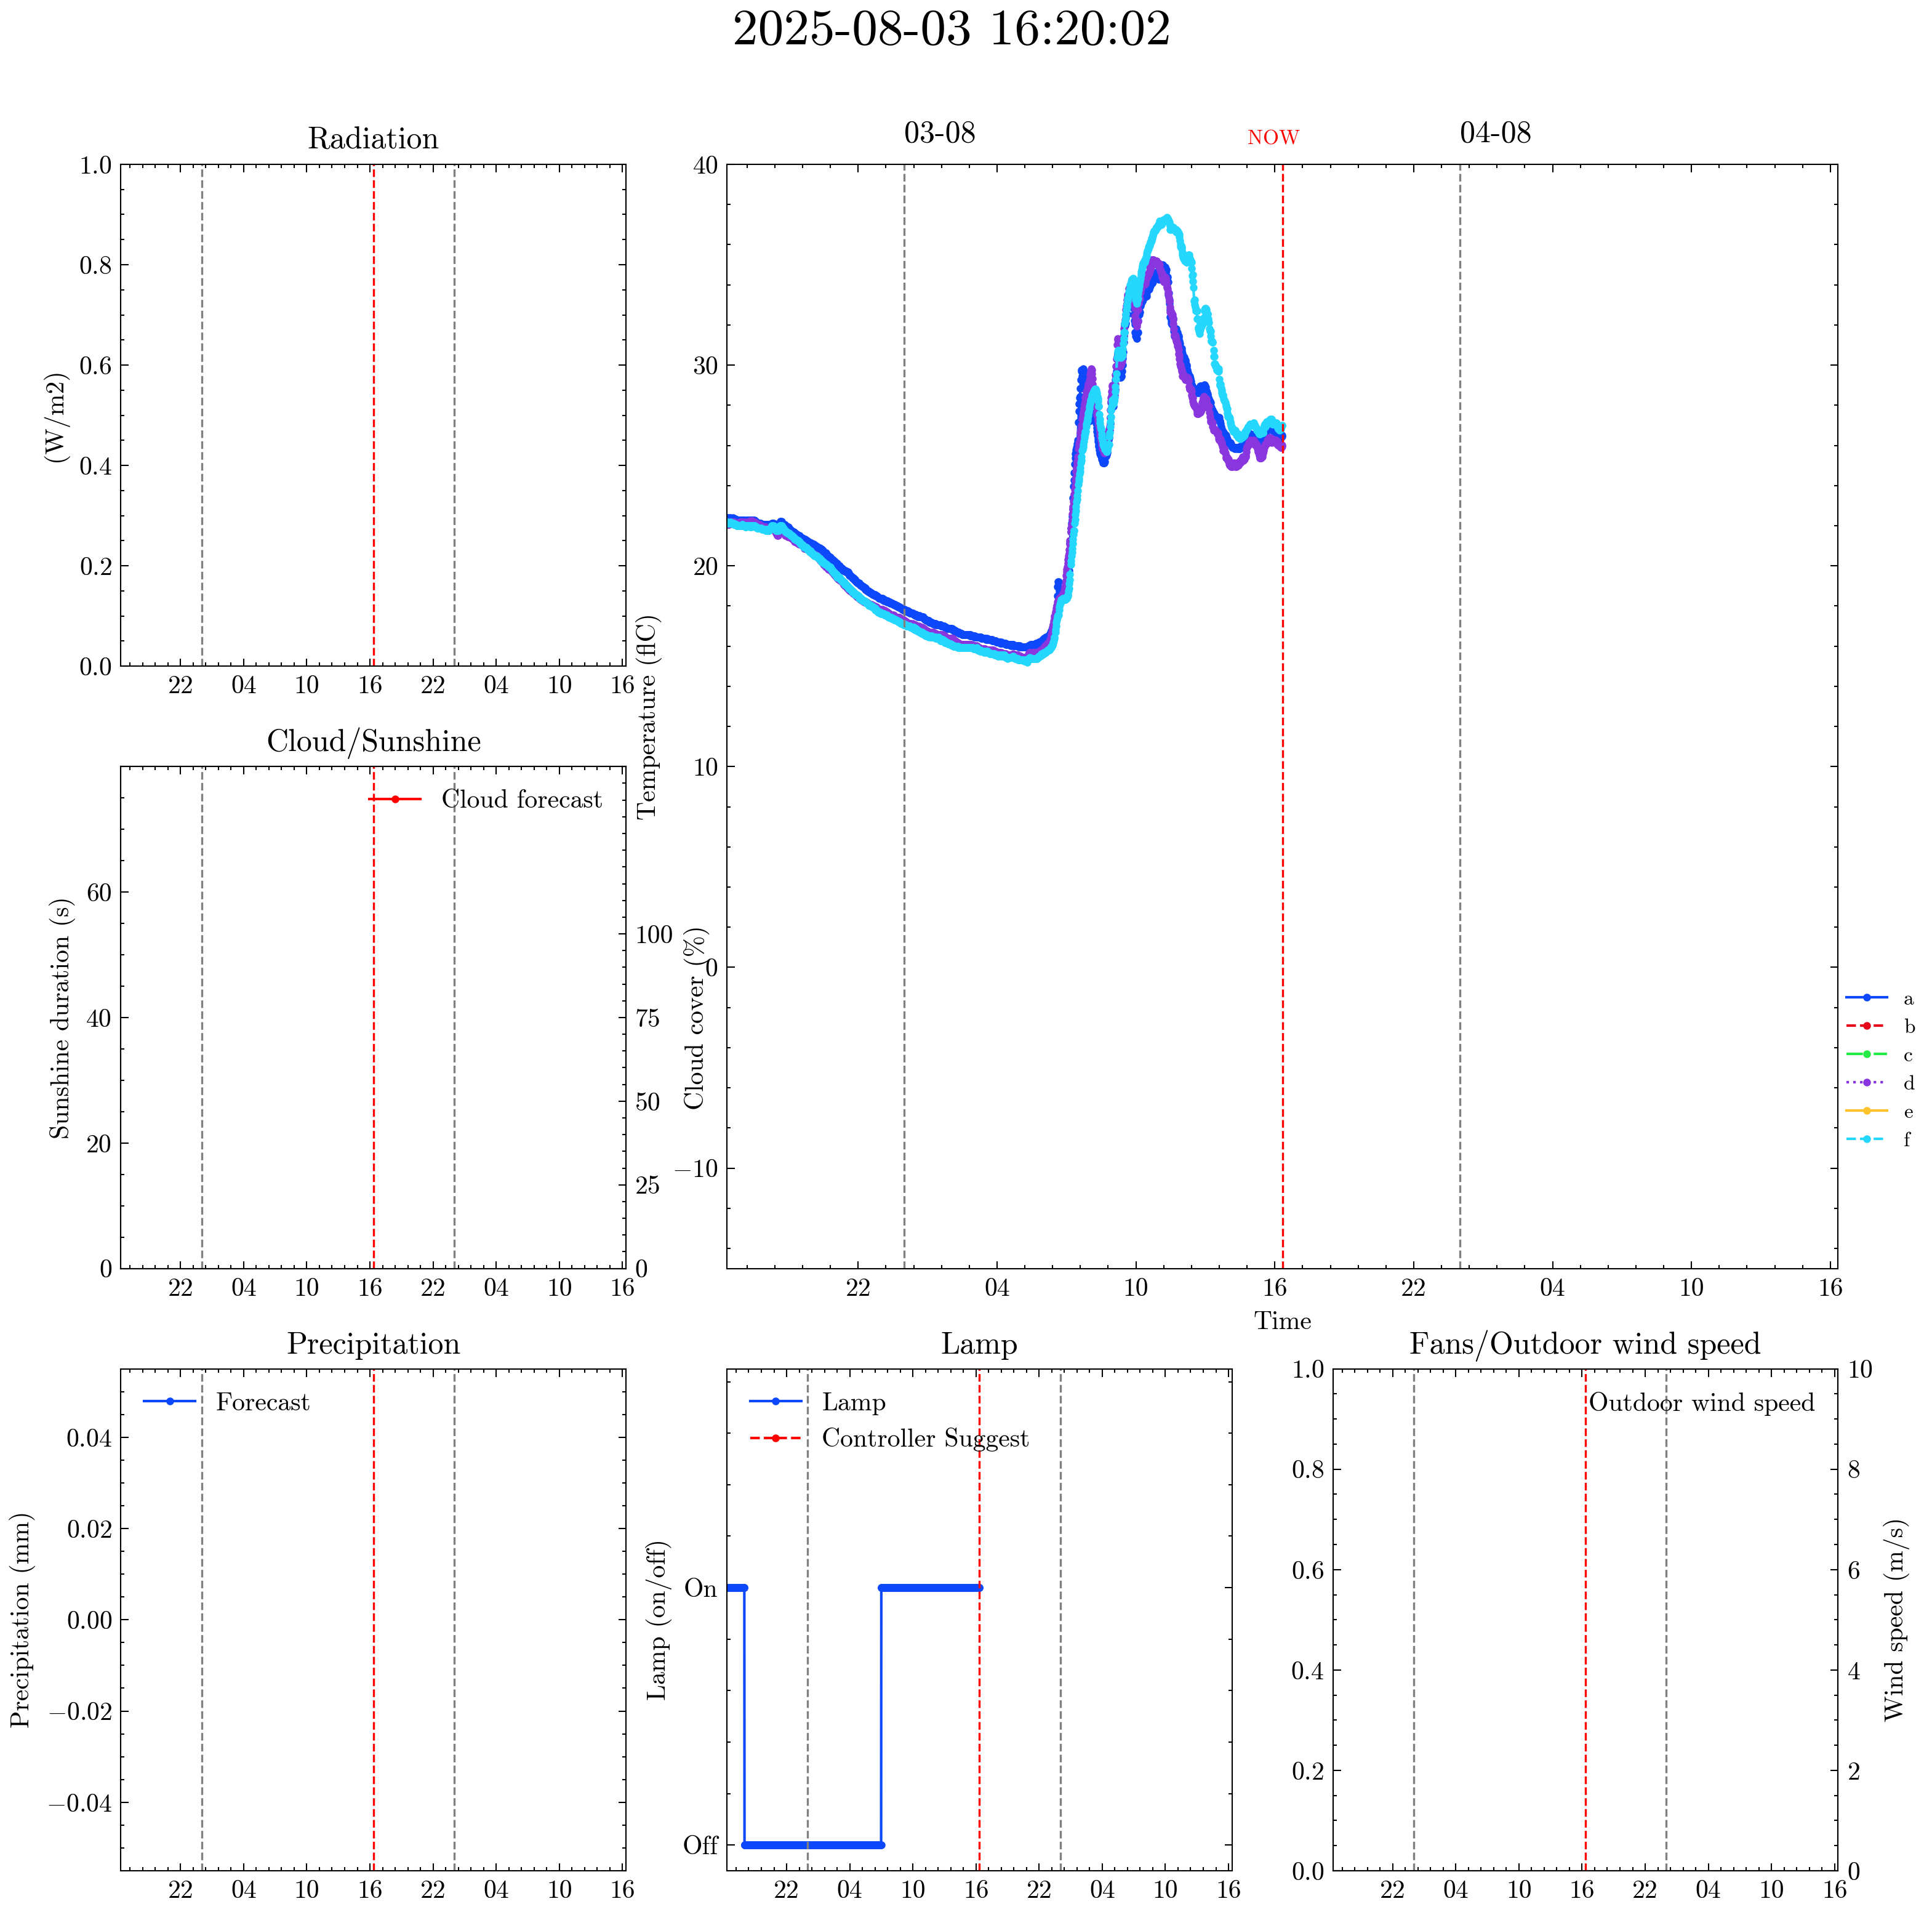 2025-08-03 16:20:02
Radiation
(W/m2)
1.0
0.8
0.6
0.4
0.2
0.0
22 04 10 16 22 04 10 16
03-08 NOW 04-08
Temperature (flC)
40
30
20
10
0
−10
22 04 10 16 22 04 10 16
Time
a
b
c
d
e
f
Cloud/Sunshine
Cloud forecast
Sunshine duration (s)
60
40
20
0
Cloud cover (%)
100
75
50
25
0
22 04 10 16 22 04 10 16
Precipitation
Forecast
Precipitation (mm)
0.04
0.02
0.00
−0.02
−0.04
22 04 10 16 22 04 10 16
Lamp
Lamp
Controller Suggest
Lamp (on/off)
On
Off
22 04 10 16 22 04 10 16
Fans/Outdoor wind speed
Outdoor wind speed
1.0
0.8
0.6
0.4
0.2
0.0
10
8
6
4
2
0
Wind speed (m/s)
22 04 10 16 22 04 10 16